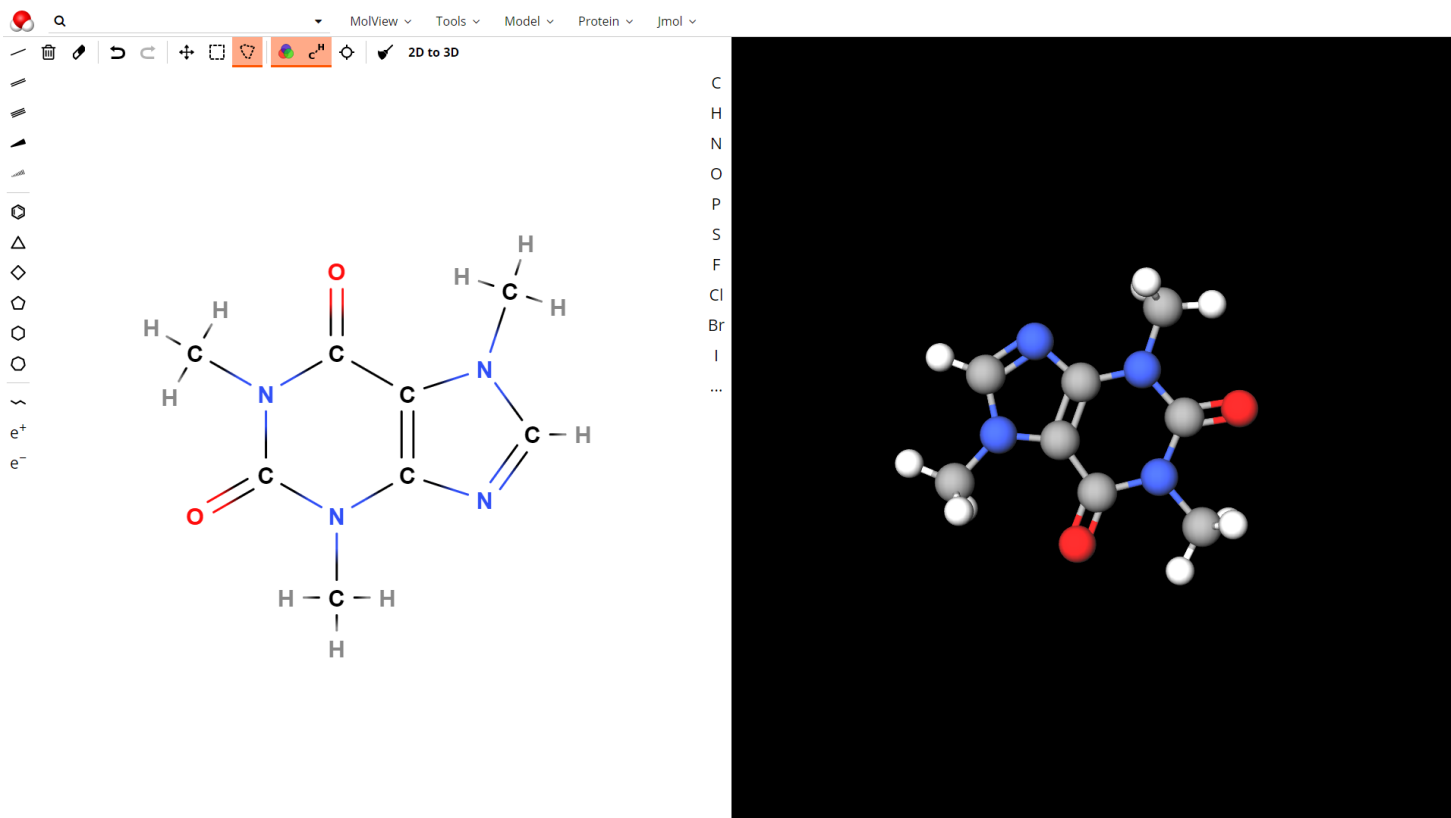 MolView Tools Model Protein Jmol
C H 2D to 3D
C
H
N
O
P
S
F
Cl
Br
I
...
e+
e−
H
H C H
O
H H
C C N
H N C C H
C C N
O N
H C H
H